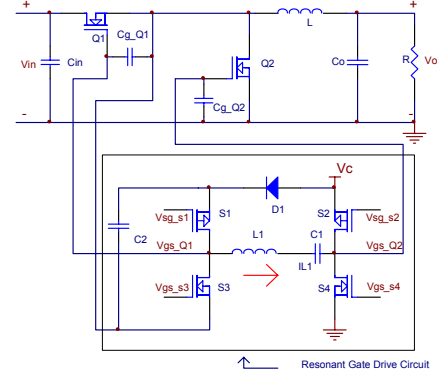 +
+
Q1
Cg_Q1
L
Vin
Cin
Q2
Co
R
Vo
Cg_Q2
-
-
Vc
D1
Vsg_s1
S1
S2
Vsg_s2
C2
Vgs_Q1
L1
C1
Vgs_Q2
IL1
Vgs_s3
S3
S4
Vgs_s4
Resonant Gate Drive Circuit